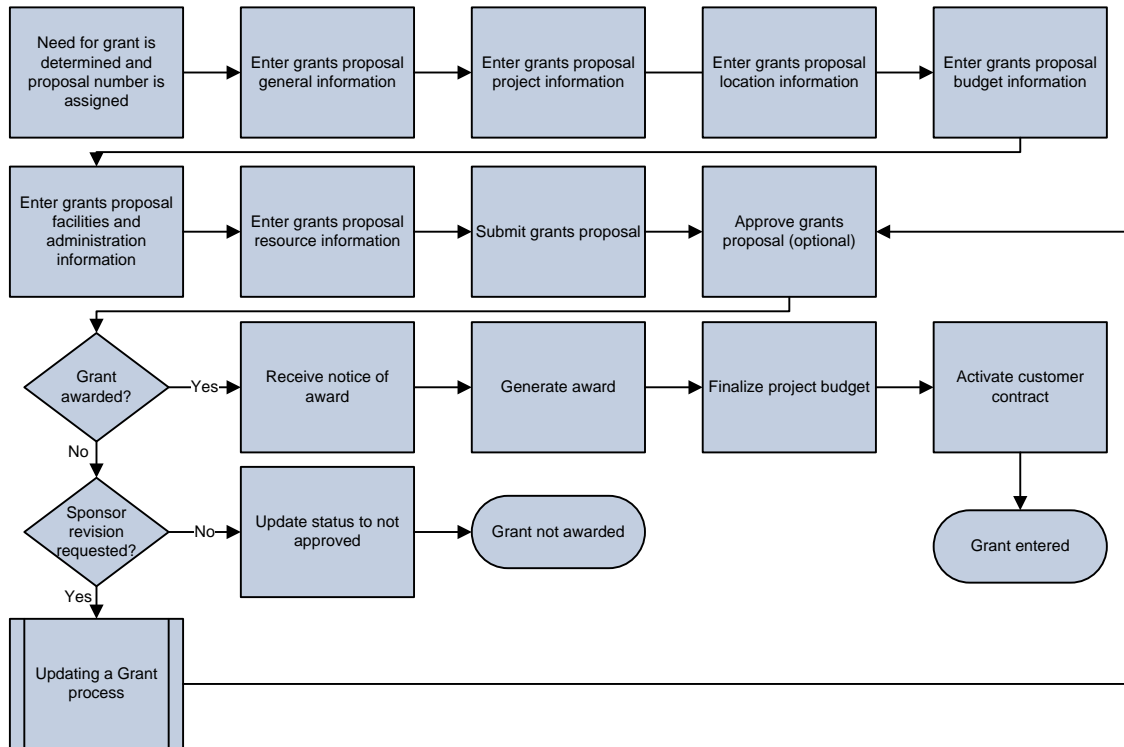 Need for grant is
determined and
proposal number is
assigned
Enter grants proposal
general information
Enter grants proposal
project information
Enter grants proposal
location information
Enter grants proposal
budget information
Enter grants proposal
facilities and
administration
information
Enter grants proposal
resource information
Submit grants proposal
Approve grants
proposal (optional)
Grant
awarded?
Yes
Receive notice of
award
Generate award
Finalize project budget
Activate customer
contract
No
Sponsor
revision
requested?
No
Update status to not
approved
Grant not awarded
Grant entered
Yes
Updating a Grant
process